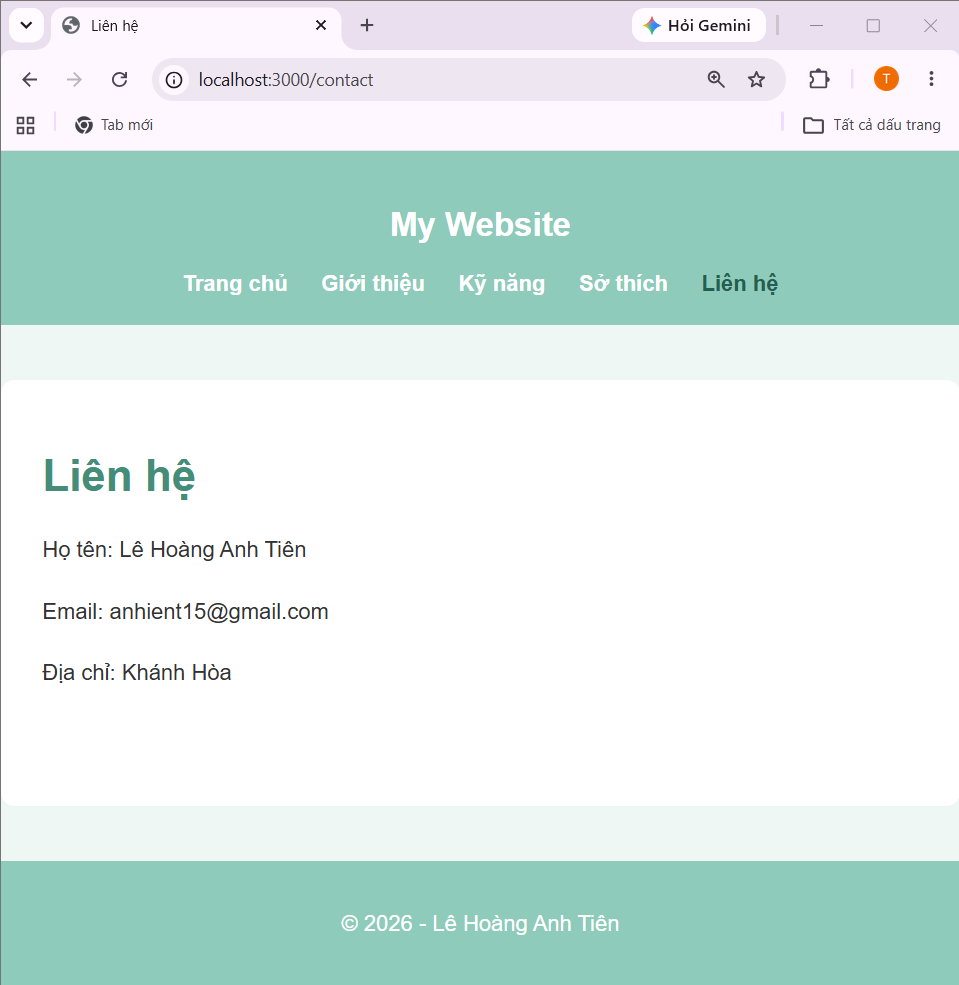 Liên hệ
Hỏi Gemini
localhost:3000/contact
T
Tab mới
Tất cả dấu trang
My Website
Trang chủ Giới thiệu Kỹ năng Sở thích Liên hệ
Liên hệ
Họ tên: Lê Hoàng Anh Tiên
Email: anhient15@gmail.com
Địa chỉ: Khánh Hòa
© 2026 - Lê Hoàng Anh Tiên